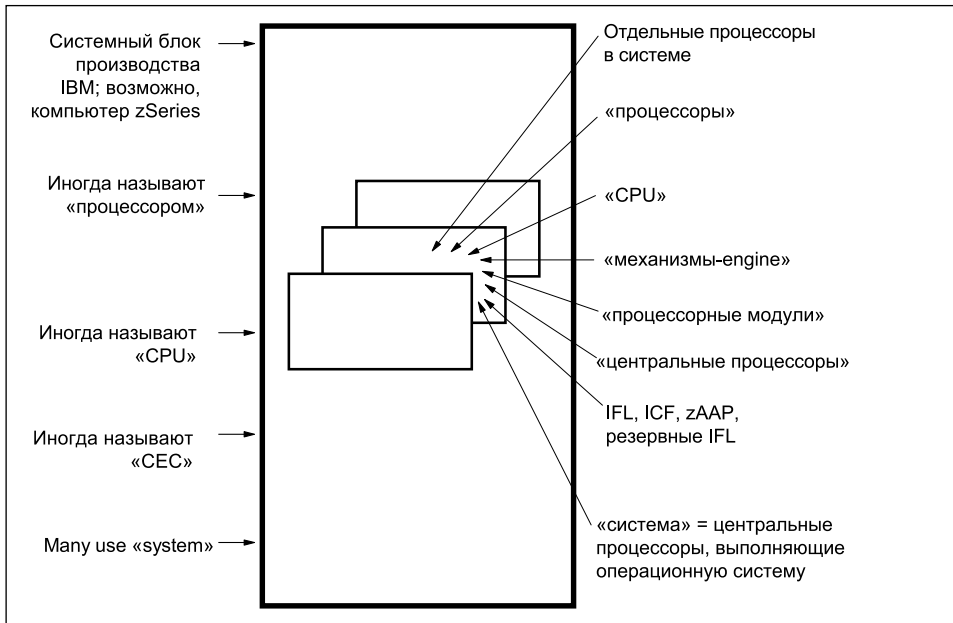 Системный блок
производства
IBM; возможно,
компьютер zSeries
Иногда называют
«процессором»
Иногда называют
«CPU»
Иногда называют
«CEC»
Many use «system»
Отдельные процессоры
в системе
«процессоры»
«CPU»
«механизмы-engine»
«процессорные модули»
«центральные процессоры»
IFL, ICF, zAAP,
резервные IFL
«система» = центральные
процессоры, выполняющие
операционную систему